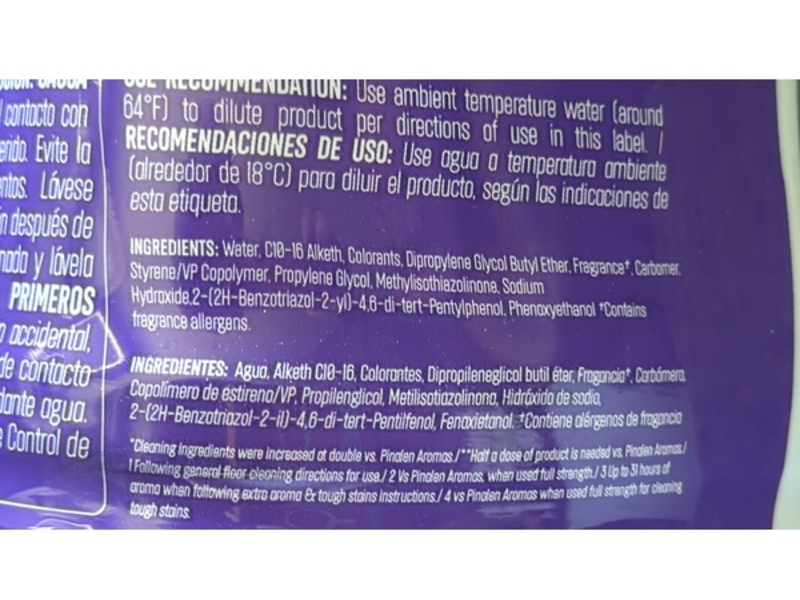 contacto con
Evite la
Lávese
después de
y lávela
PRIMEROS
accidental,
de contacto
agua.
Control de
USE RECOMMENDATION: Use ambient temperature water (around
64°F) to dilute product per directions of use in this label. /
RECOMENDACIONES DE USO: Use agua a temperatura ambiente
(alrededor de 18°C) para diluir el producto, según las indicaciones de
esta etiqueta.
INGREDIENTS: Water, C10-16 Alketh, Colorants, Dipropylene Glycol Butyl Ether, Fragrance†, Carbomer,
Styrene/VP Copolymer, Propylene Glycol, Methylisothiazolinone, Sodium
Hydroxide.2-(2H-Benzotriazol-2-yl)-4,6-di-tert-Pentylphenol, Phenoxyethanol †Contains
fragrance allergens.
INGREDIENTES: Agua, Alketh C10-16, Colorantes, Dipropileneglicol butil éter, Fragancia†, Carbómero,
Copolímero de estireno/VP, Propilenglicol, Metilisotiazolinona, Hidróxido de sodio,
2-(2H-Benzotriazol-2-il)-4,6-di-tert-Pentilfenol, Fenoxietanol. †Contiene alérgenos de fragancia
*Cleaning ingredients were increased at double vs. Pinalen Aromas./**Half a dose of product is needed vs. Pinalen Aromas./
1 Following general floor cleaning directions for use./ 2 Vs Pinalen Aromas, when used full strength./ 3 Up to 31 hours of
aroma when following extra aroma & tough stains instructions./ 4 vs Pinalen Aromas when used full strength for cleaning
tough stains.